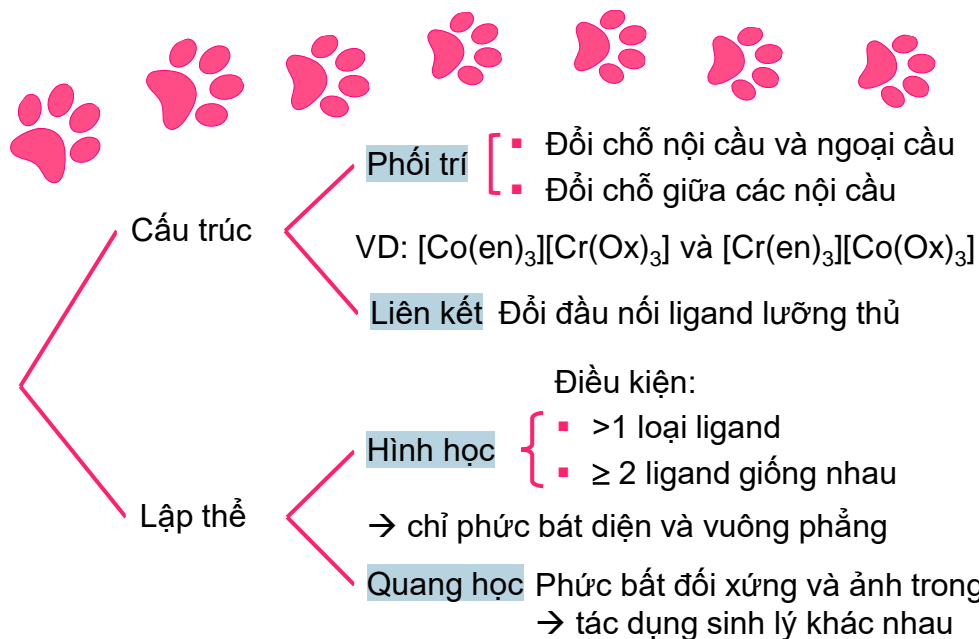 Phối trí
▪ Đổi chỗ nội cầu và ngoại cầu
▪ Đổi chỗ giữa các nội cầu
Cấu trúc
VD: [Co(en)₃][Cr(Ox)₃] và [Cr(en)₃][Co(Ox)₃]
Liên kết Đổi đầu nối ligand lưỡng thủ
Điều kiện:
▪ >1 loại ligand
Hình học
▪ ≥ 2 ligand giống nhau
Lập thể
→ chỉ phức bát diện và vuông phẳng
Quang học Phức bất đối xứng và ảnh trong
→ tác dụng sinh lý khác nhau